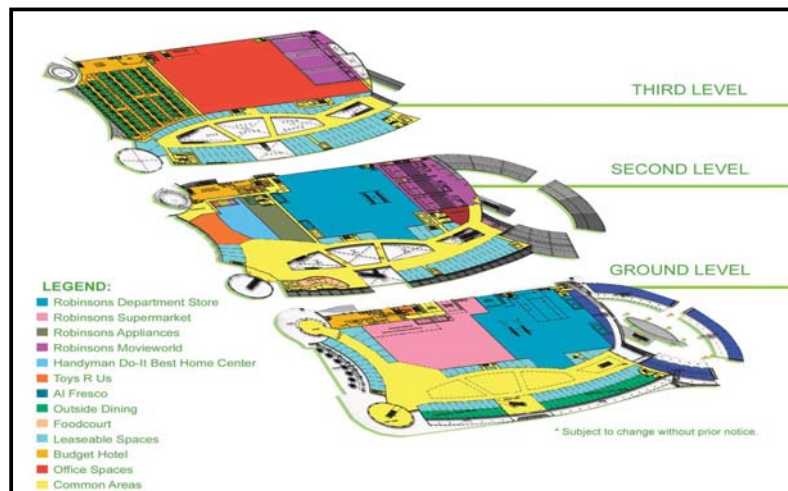 THIRD LEVEL
SECOND LEVEL
GROUND LEVEL
LEGEND:
Robinsons Department Store
Robinsons Supermarket
Robinsons Appliances
Robinsons Movieworld
Handyman Do-It Best Home Center
Toys R Us
Al Fresco
Outside Dining
Foodcourt
Leaseable Spaces
Budget Hotel
Office Spaces
Common Areas
* Subject to change without prior notice.